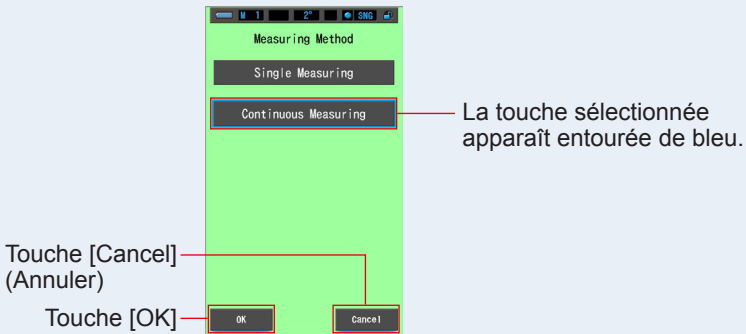 M 1 2° SNG
Measuring Method
Single Measuring
Continuous Measuring
La touche sélectionnée
apparaît entourée de bleu.
Touche [Cancel]
(Annuler)
Touche [OK]
OK Cancel